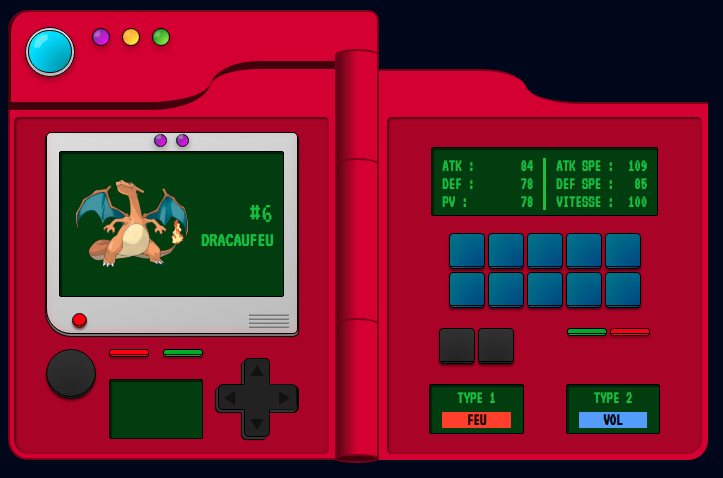 #6
DRACAUFEU
ATK : 84 ATK SPE : 109
DEF : 78 DEF SPE : 85
PV : 78 VITESSE : 100
TYPE 1 TYPE 2
FEU VOL